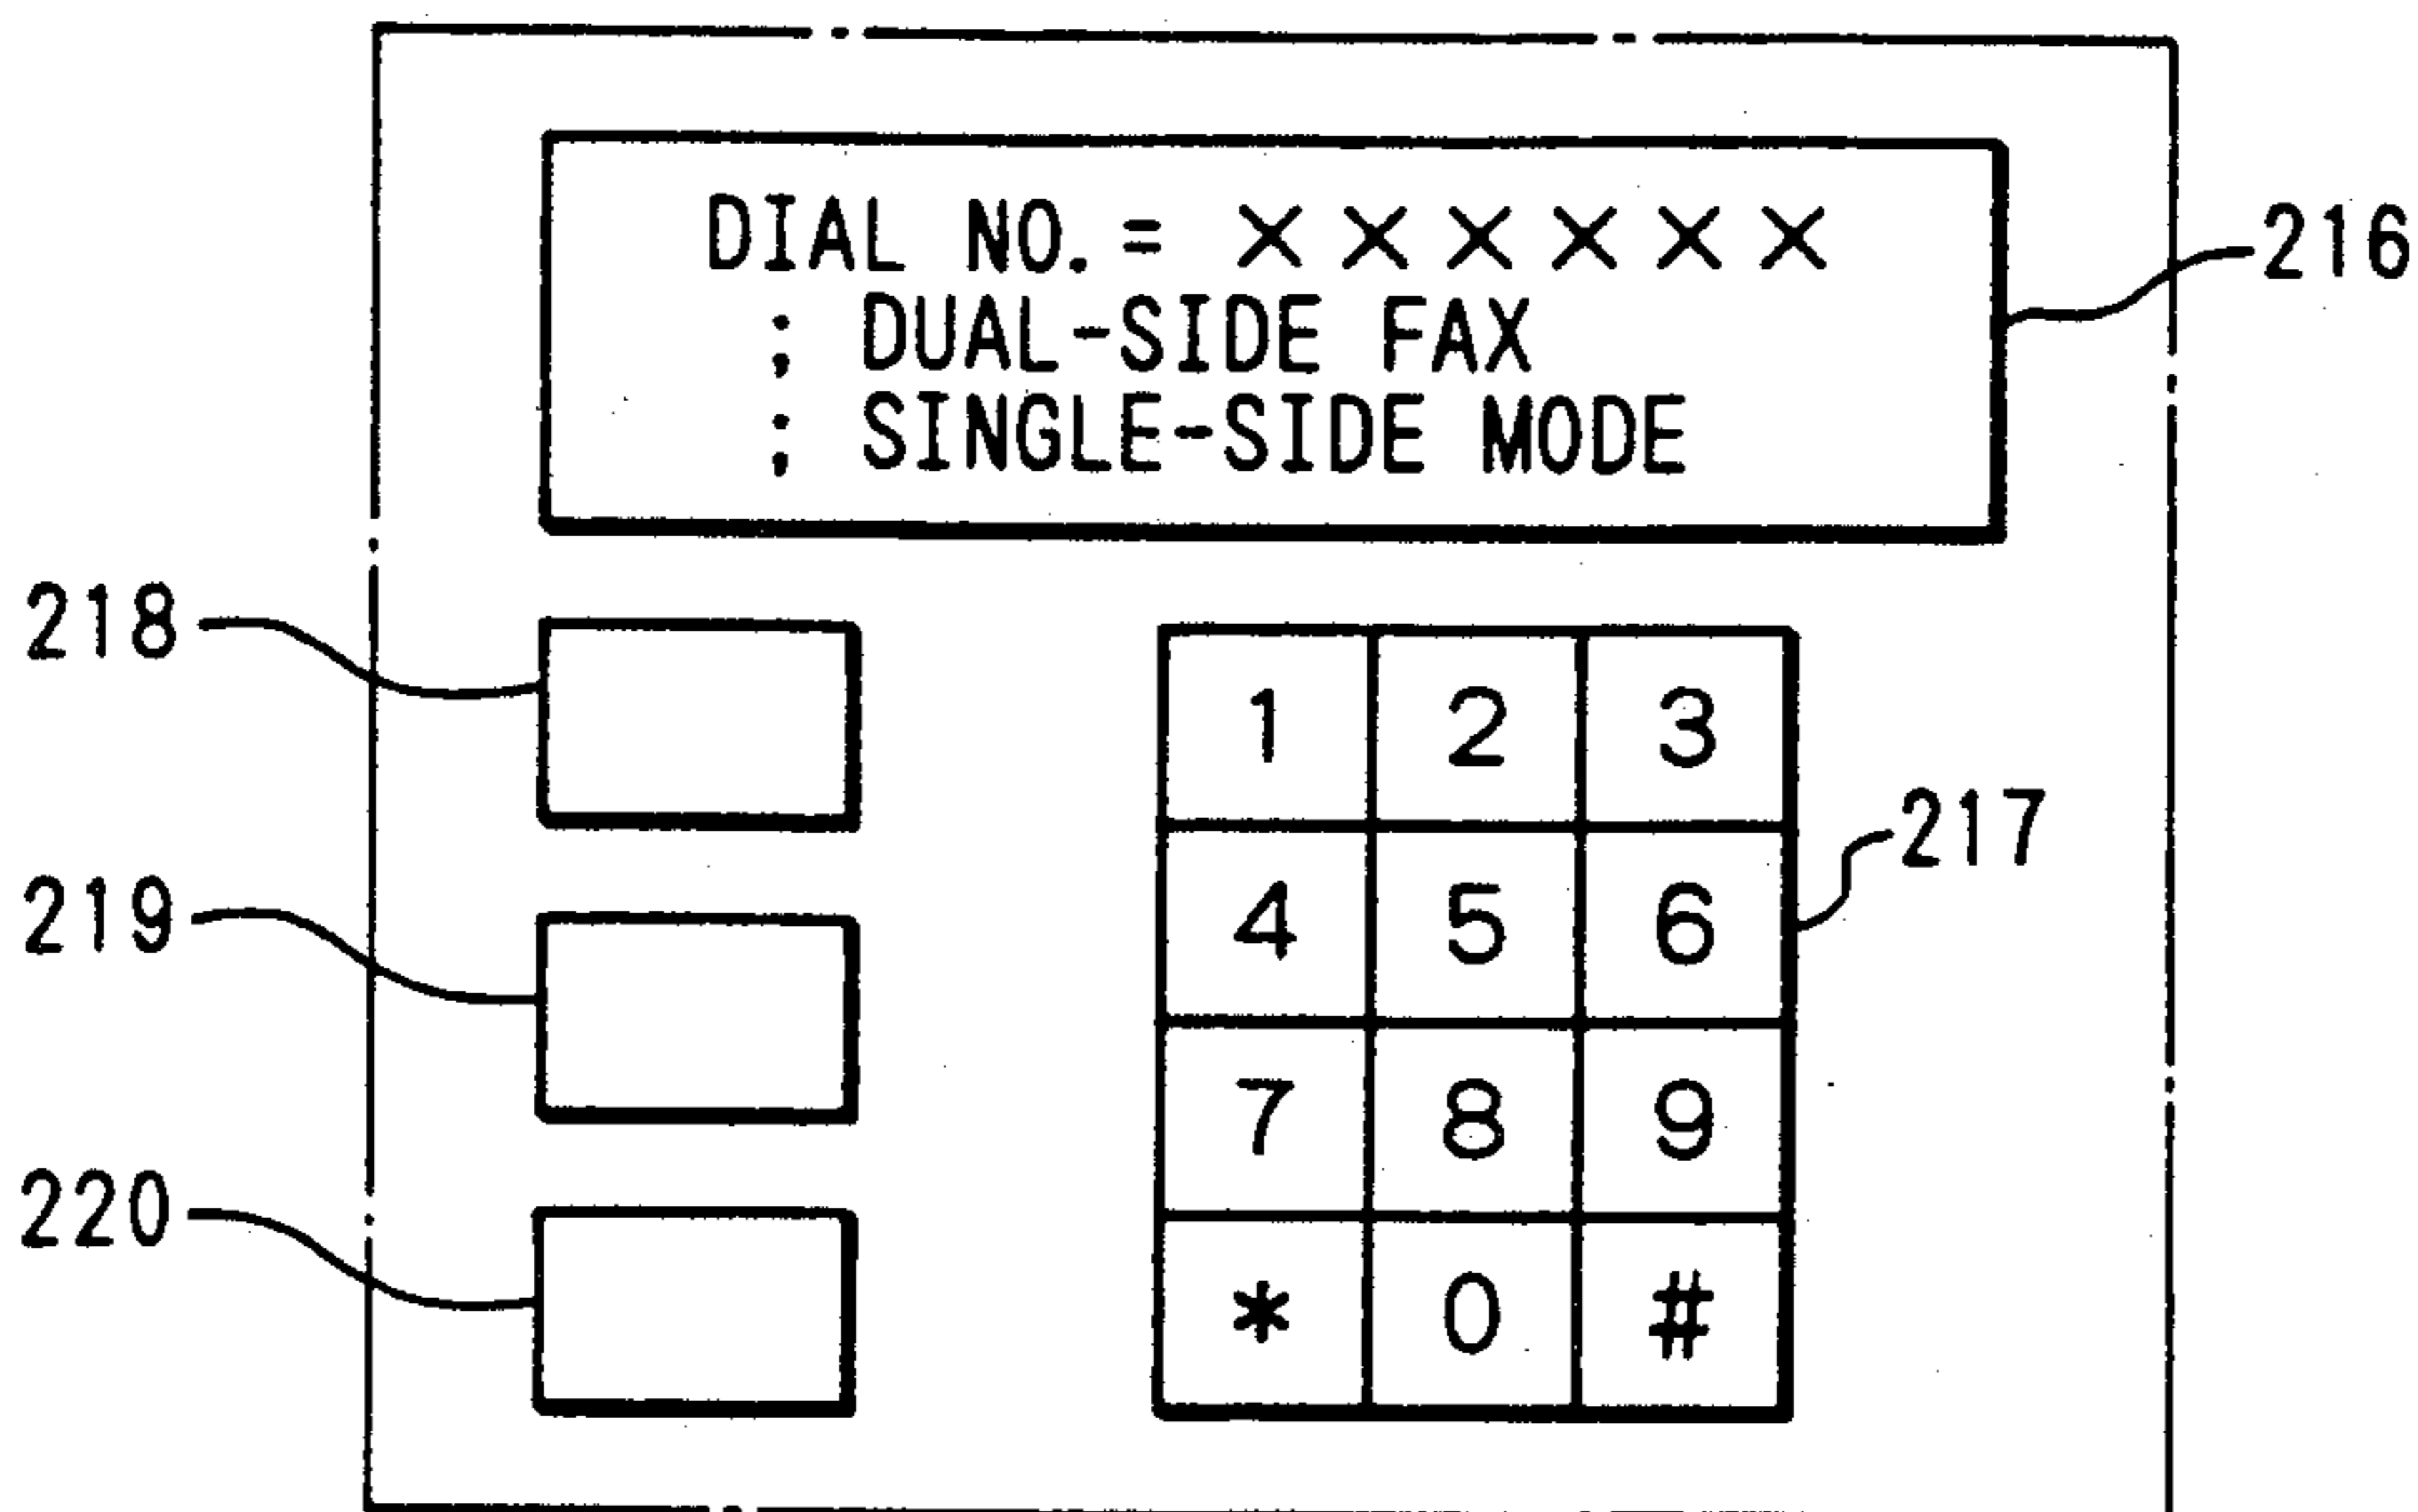 DIAL NO. = × × × × × ×
; DUAL-SIDE FAX
; SINGLE-SIDE MODE
216
218
1 2 3
217
4 5 6
219
7 8 9
220
* 0 #